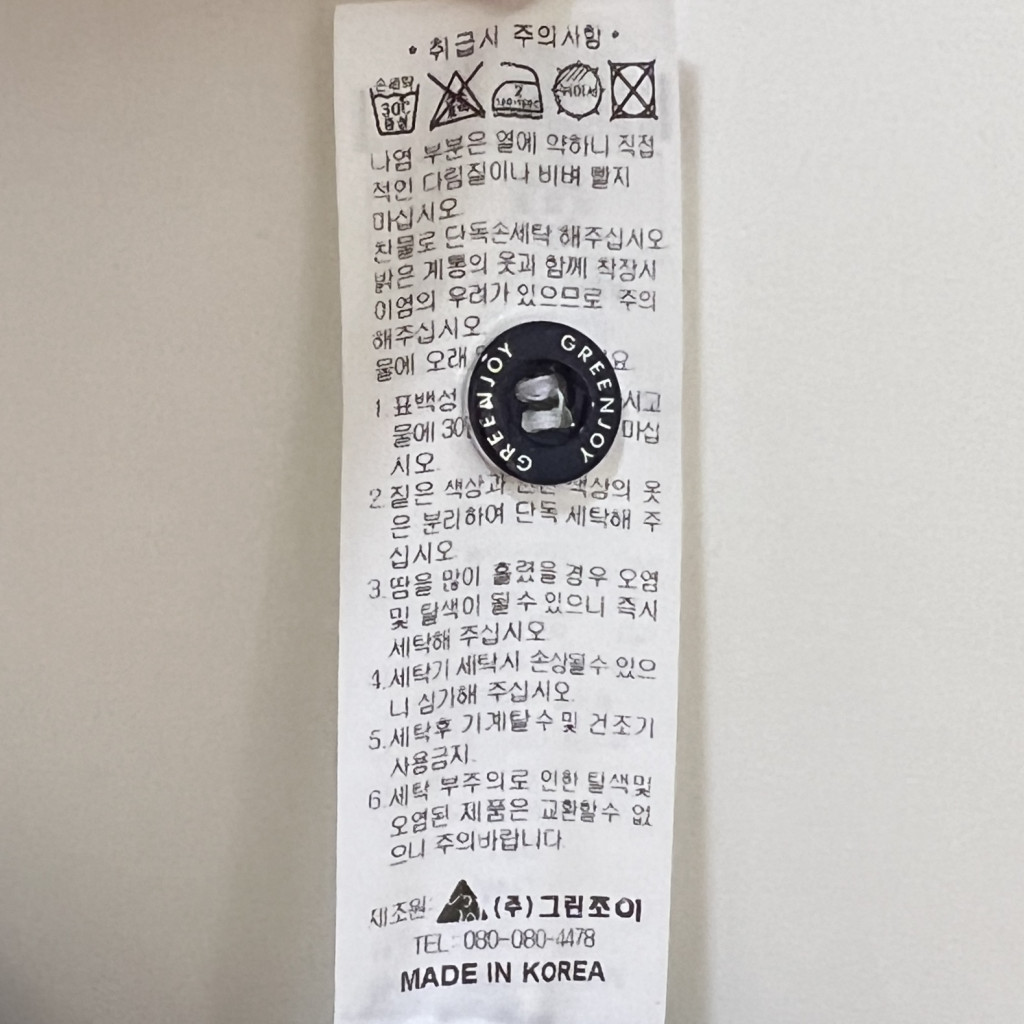 • 취급시 주의사항 •
손세탁
30℃
중성
염소
2
페이성
나염 부분은 열에 약하니 직접
적인 다림질이나 비벼 빨지
마십시오
찬물로 단독손세탁 해주십시오
밝은 계통의 옷과 함께 착장시
이염의 우려가 있으므로 주의
해주십시오
물에 오래
요
1. 표백성
시고
물에 30
마십
시오.
2. 짙은 색상과 색상의 옷
은 분리하여 단독 세탁해 주
십시오
3. 땀을 많이 흘렸을 경우 오염
및 탈색이 될 수 있으니 즉시
세탁해 주십시오
4. 세탁기 세탁시 손상될수 있으
니 삼가해 주십시오.
5. 세탁후 기계탈수 및 건조기
사용금지.
6. 세탁 부주의로 인한 탈색및
오염된 제품은 교환할수 없
으니 주의바랍니다
GREENJOY
GREENJOY
제조원: (주)그린조이
TEL : 080-080-4478
MADE IN KOREA